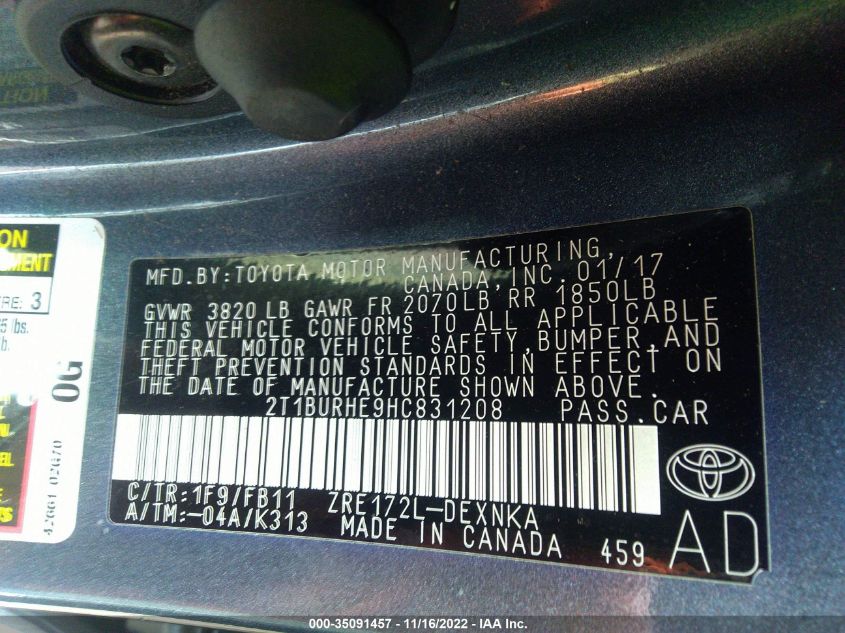 MFD.BY:TOYOTA MOTOR MANUFACTURING,
CANADA,INC. 01/17
GVWR 3820 LB GAWR FR 2070LB RR 1850LB
THIS VEHICLE CONFORMS TO ALL APPLICABLE
FEDERAL MOTOR VEHICLE SAFETY,BUMPER,AND
THEFT PREVENTION STANDARDS IN EFFECT ON
THE DATE OF MANUFACTURE SHOWN ABOVE.
2T1BURHE9HC831208 PASS.CAR
C/TR:1F9/FB11 ZRE172L-DEXNKA
A/TM:-04A/K313 MADE IN CANADA 459
AD
3
lbs.
0G
42661 02G70
000-35091457 - 11/16/2022 - IAA Inc.